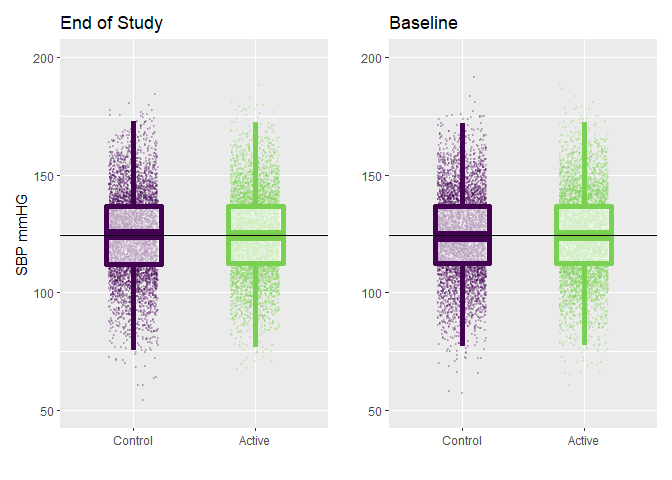 End of Study
Baseline
SBP mmHG
200
150
100
50
200
150
100
50
Control
Active
Control
Active